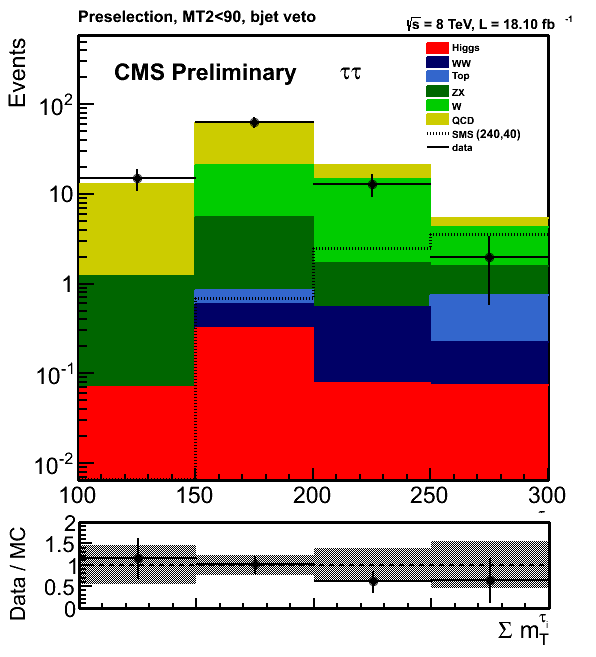 Preselection, MT2<90, bjet veto
√s = 8 TeV, L = 18.10 fb⁻¹
CMS Preliminary ττ
Higgs
WW
Top
ZX
W
QCD
SMS (240,40)
data
Events
10²
10
1
10⁻¹
10⁻²
100 150 200 250 300
Data / MC
2
1.5
1
0.5
0
Σ m_T^τ_i